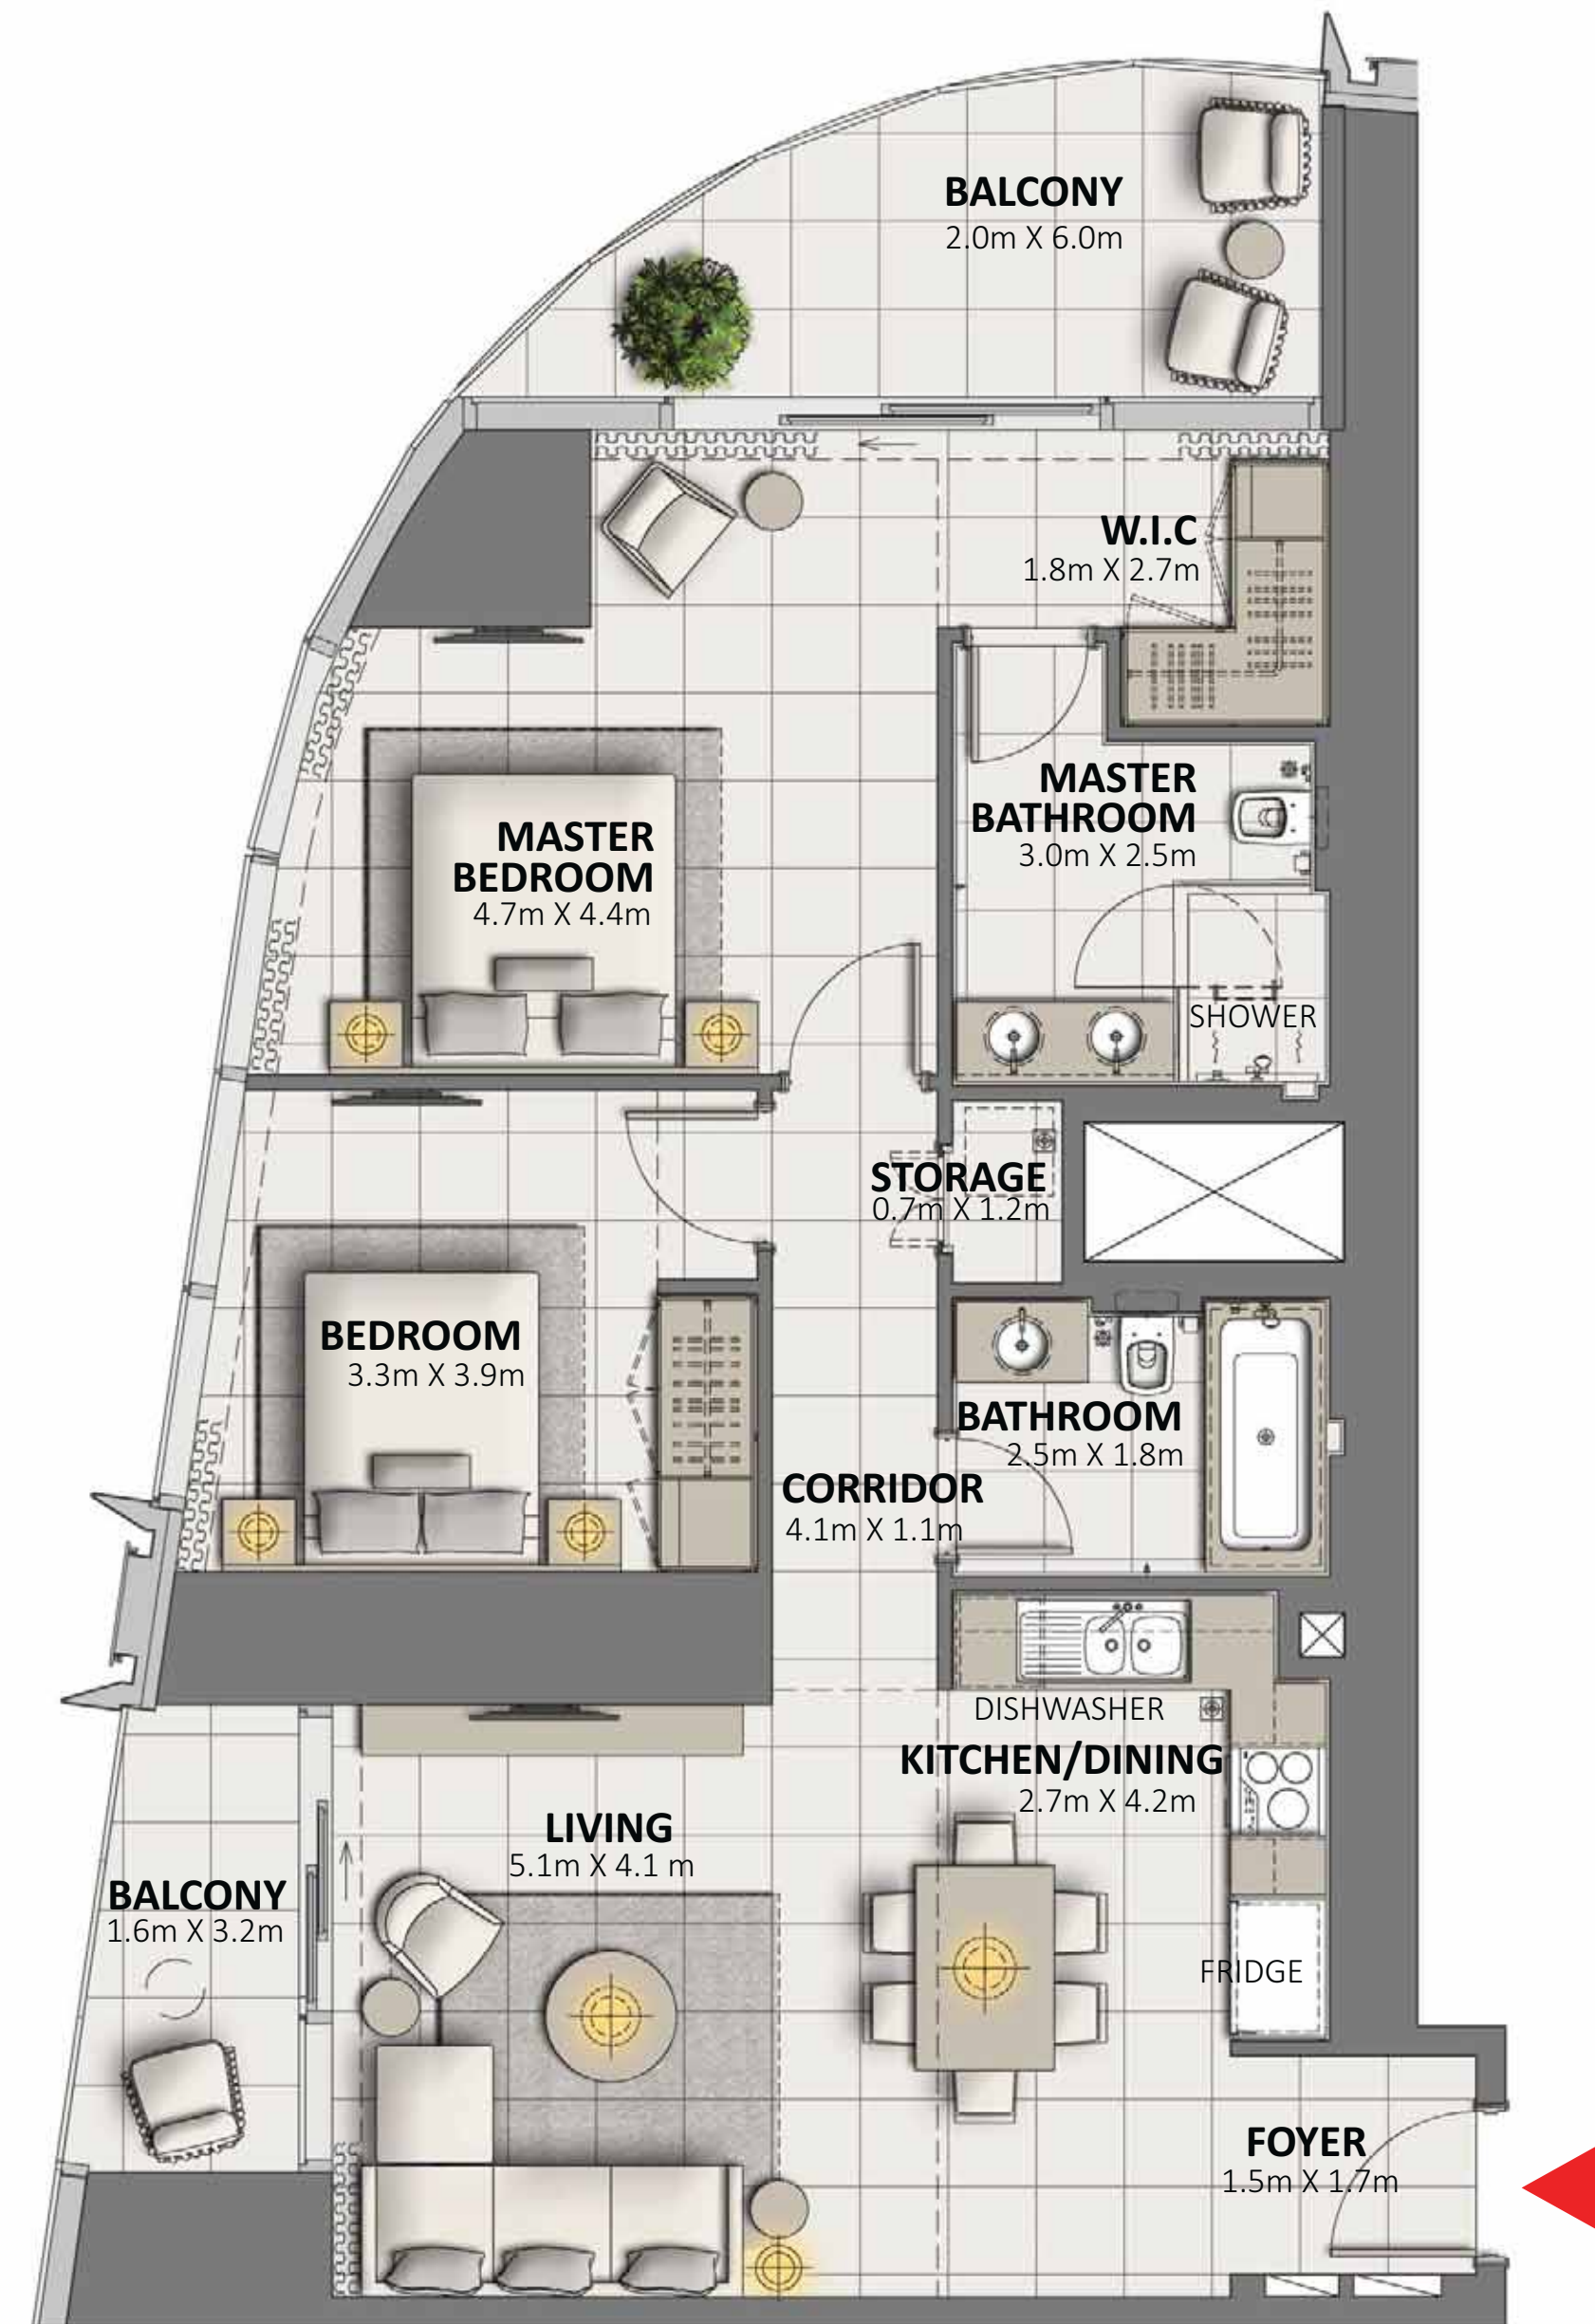 BALCONY
2.0m X 6.0m
W.I.C
1.8m X 2.7m
MASTER
BATHROOM
3.0m X 2.5m
MASTER
BEDROOM
4.7m X 4.4m
SHOWER
STORAGE
0.7m X 1.2m
BEDROOM
3.3m X 3.9m
BATHROOM
2.5m X 1.8m
CORRIDOR
4.1m X 1.1m
DISHWASHER
KITCHEN/DINING
2.7m X 4.2m
LIVING
5.1m X 4.1 m
BALCONY
1.6m X 3.2m
FRIDGE
FOYER
1.5m X 1.7m